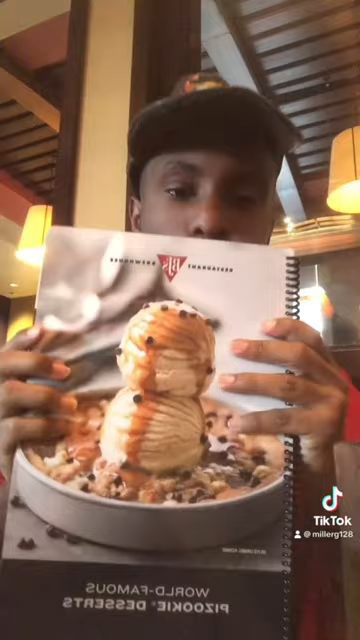 RESTAURANT BJ's BREWHOUSE
WORLD-FAMOUS
PIZOOKIE® DESSERTS
TikTok
@millerg128